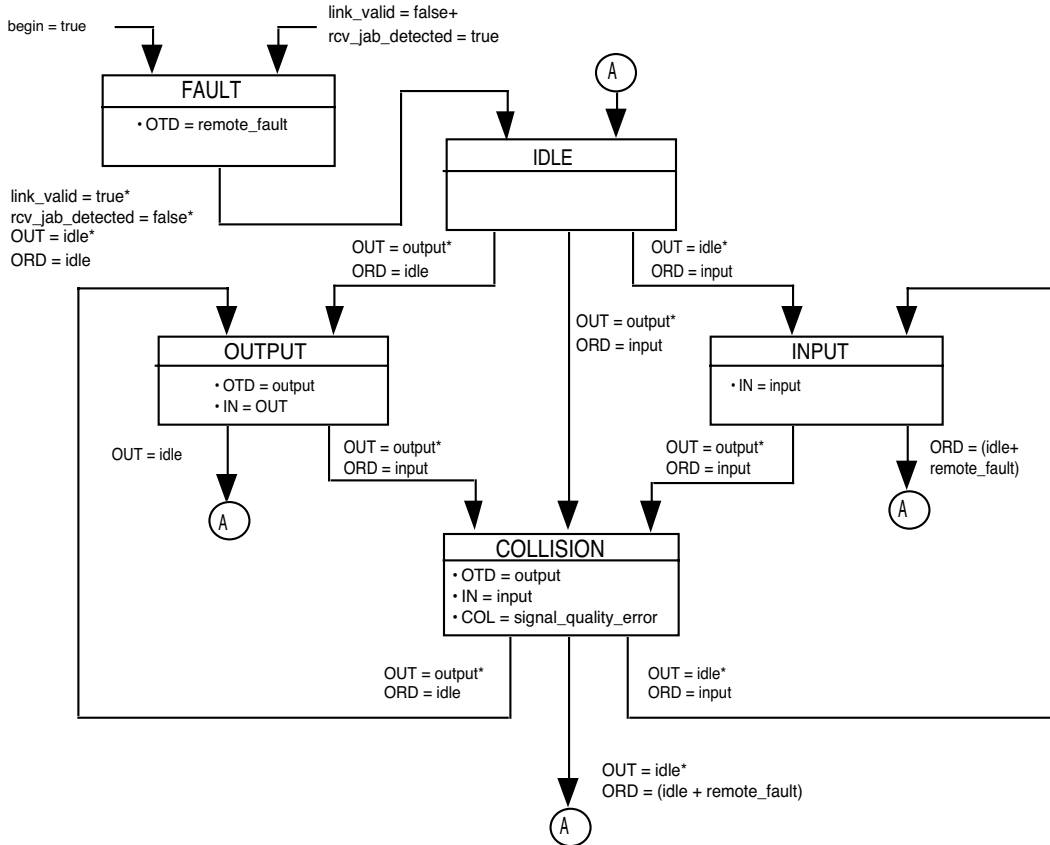 begin = true
link_valid = false+
rcv_jab_detected = true
FAULT
• OTD = remote_fault
A
IDLE
link_valid = true*
rcv_jab_detected = false*
OUT = idle*
ORD = idle
OUT = output*
ORD = idle
OUT = idle*
ORD = input
OUT = output*
ORD = input
OUTPUT
• OTD = output
• IN = OUT
INPUT
• IN = input
OUT = idle
OUT = output*
ORD = input
OUT = output*
ORD = input
ORD = (idle+
remote_fault)
A
A
COLLISION
• OTD = output
• IN = input
• COL = signal_quality_error
OUT = output*
ORD = idle
OUT = idle*
ORD = input
OUT = idle*
ORD = (idle + remote_fault)
A